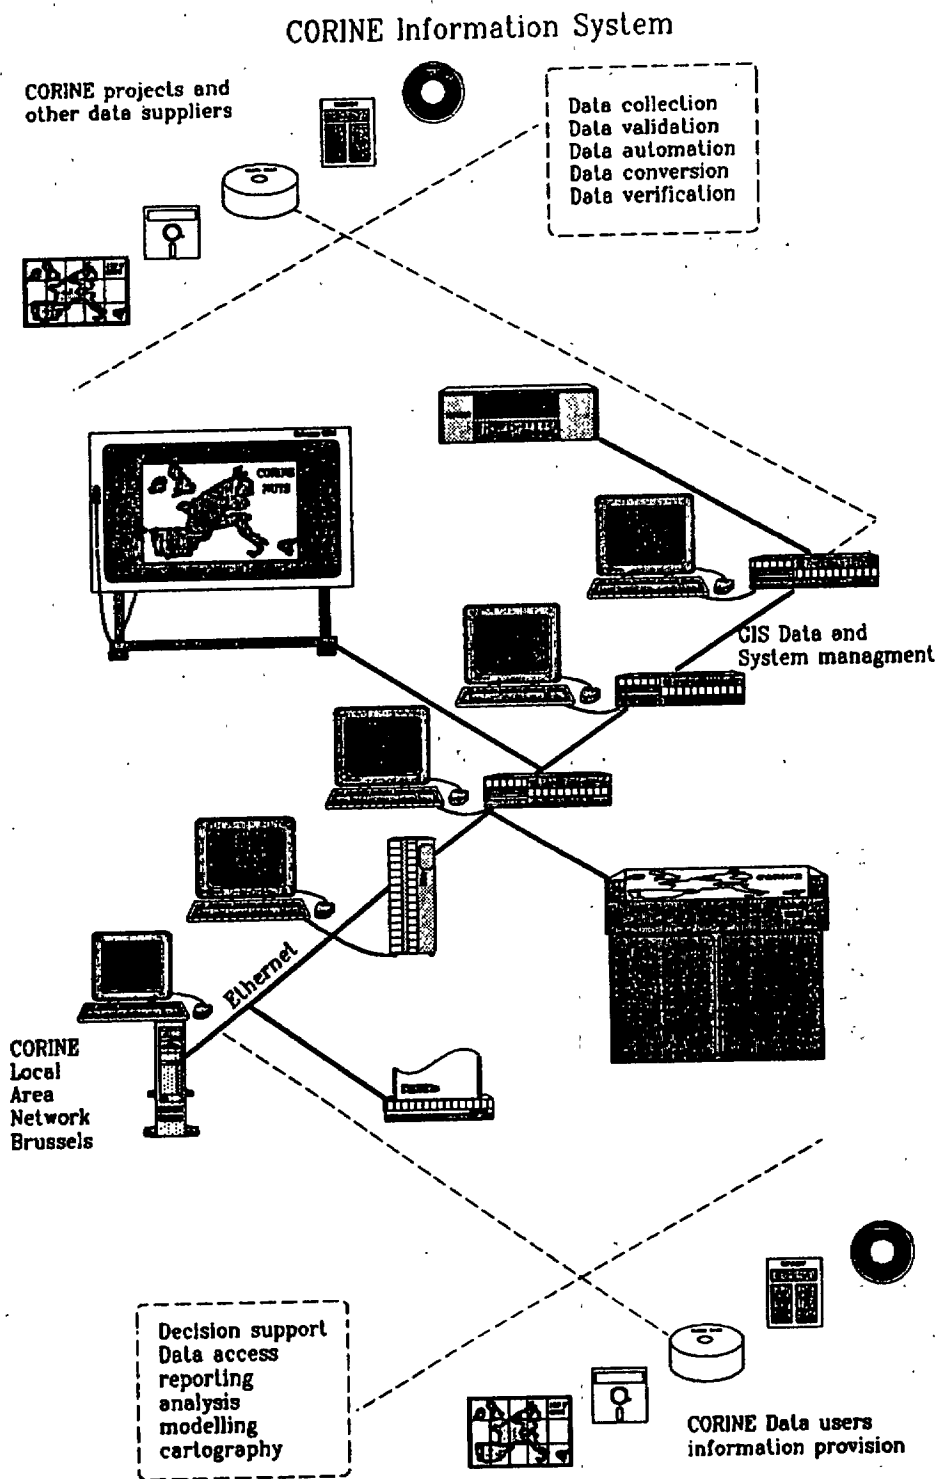 CORINE Information System
CORINE projects and
other data suppliers
Data collection
Data validation
Data automation
Data conversion
Data verification
CORINE
NUTS
GIS Data and
System managment
Ethernet
CORINE
Local
Area
Network
Brussels
Decision support
Data access
reporting
analysis
modelling
cartography
CORINE Data users
information provision